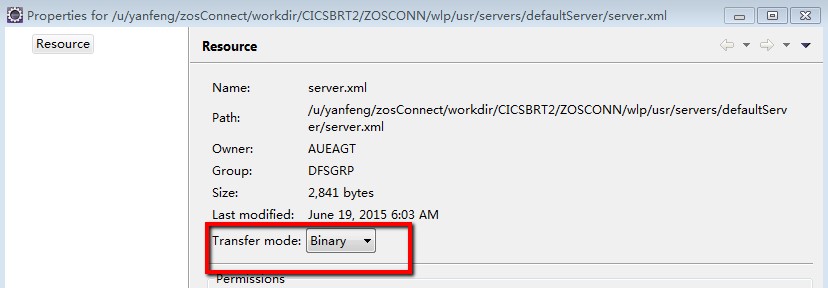 Properties for /u/yanfeng/zosConnect/workdir/CICSBRT2/ZOSCONN/wlp/usr/servers/defaultServer/server.xml
Resource
Resource
Name: server.xml
Path: /u/yanfeng/zosConnect/workdir/CICSBRT2/ZOSCONN/wlp/usr/servers/defaultServ
er/server.xml
Owner: AUEAGT
Group: DFSGRP
Size: 2,841 bytes
Last modified: June 19, 2015 6:03 AM
Transfer mode: Binary
Permissions